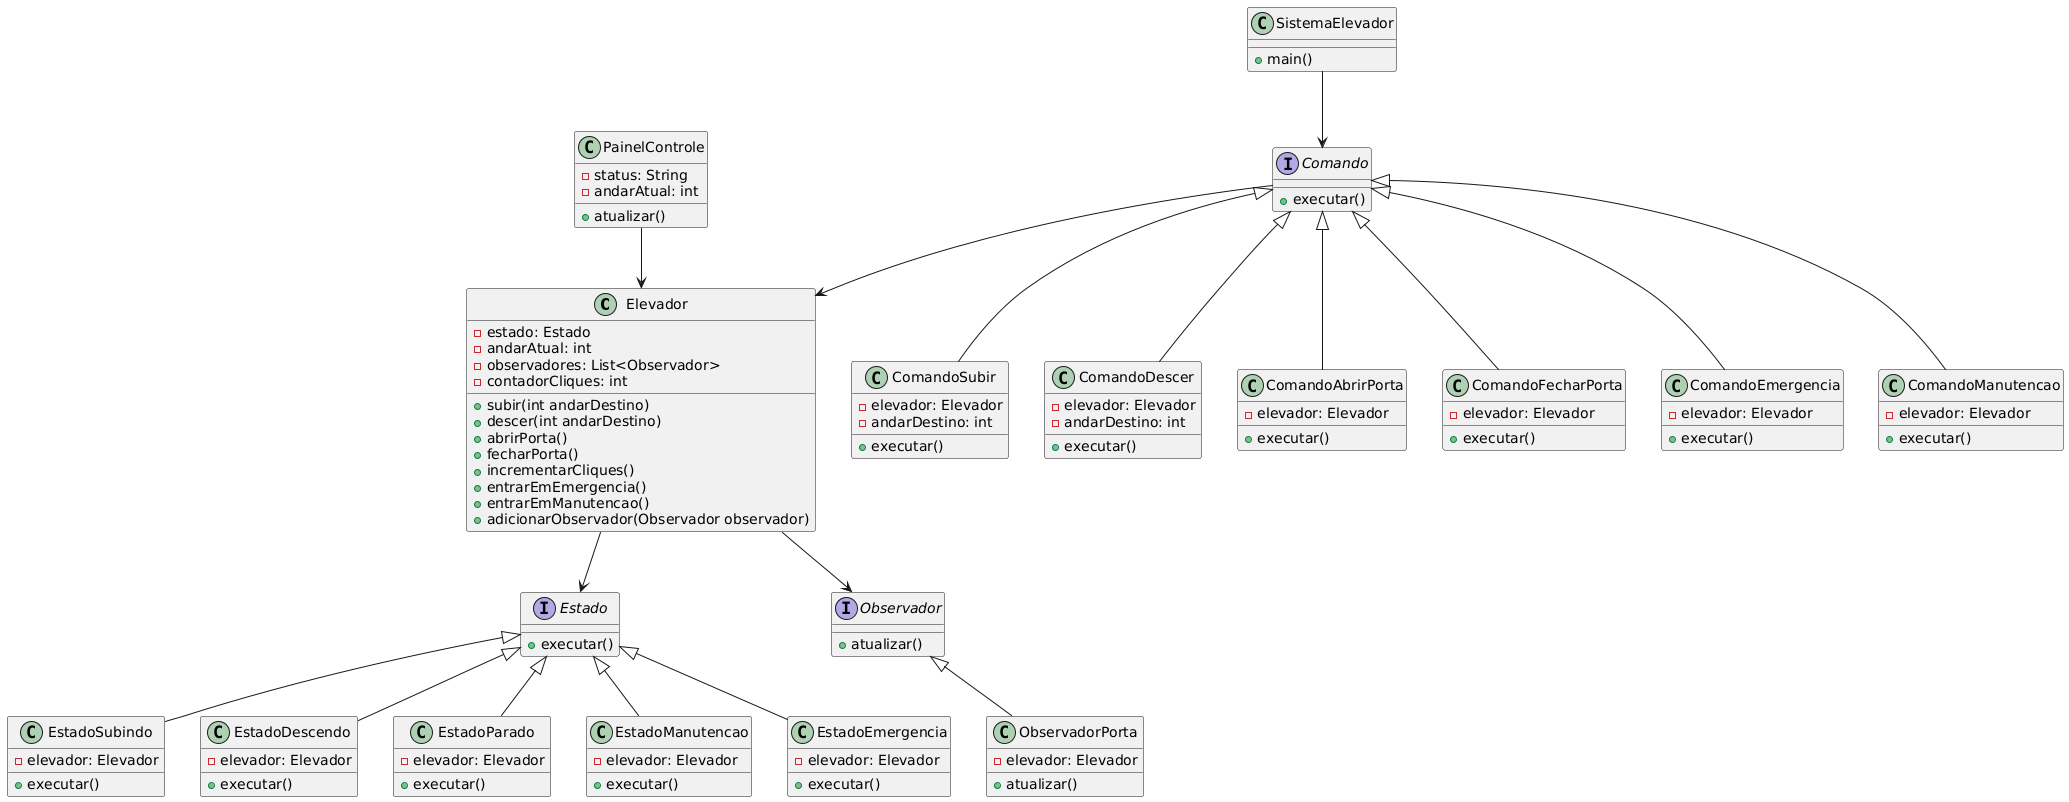 SistemaElevador
main()
PainelControle
status: String
andarAtual: int
atualizar()
Comando
executar()
Elevador
estado: Estado
andarAtual: int
observadores: List<Observador>
contadorCliques: int
subir(int andarDestino)
descer(int andarDestino)
abrirPorta()
fecharPorta()
incrementarCliques()
entrarEmEmergencia()
entrarEmManutencao()
adicionarObservador(Observador observador)
ComandoSubir
elevador: Elevador
andarDestino: int
executar()
ComandoDescer
elevador: Elevador
andarDestino: int
executar()
ComandoAbrirPorta
elevador: Elevador
executar()
ComandoFecharPorta
elevador: Elevador
executar()
ComandoEmergencia
elevador: Elevador
executar()
ComandoManutencao
elevador: Elevador
executar()
Estado
executar()
Observador
atualizar()
EstadoSubindo
elevador: Elevador
executar()
EstadoDescendo
elevador: Elevador
executar()
EstadoParado
elevador: Elevador
executar()
EstadoManutencao
elevador: Elevador
executar()
EstadoEmergencia
elevador: Elevador
executar()
ObservadorPorta
elevador: Elevador
atualizar()